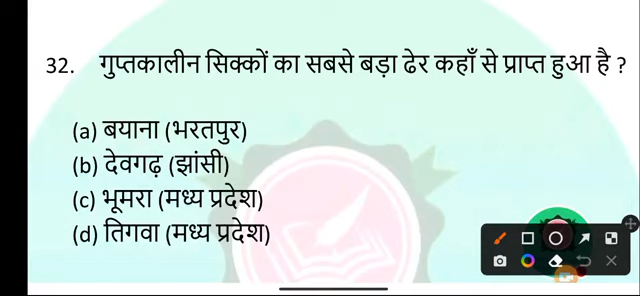 32. गुप्तकालीन सिक्कों का सबसे बड़ा ढेर कहाँ से प्राप्त हुआ है ?
(a) बयाना (भरतपुर)
(b) देवगढ़ (झांसी)
(c) भूमरा (मध्य प्रदेश)
(d) तिगवा (मध्य प्रदेश)